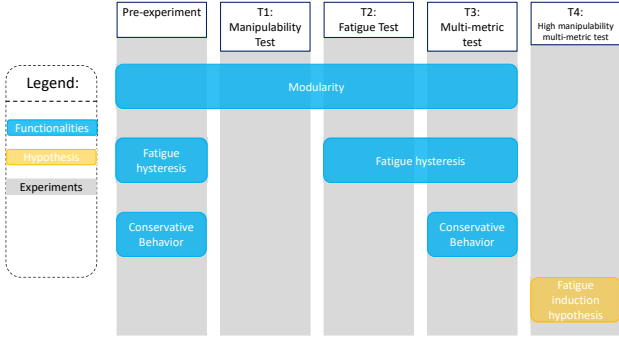 Pre-experiment
T1:
Manipulability
Test
T2:
Fatigue Test
T3:
Multi-metric
test
T4:
High manipulability
multi-metric test
Legend:
Functionalities
Hypothesis
Experiments
Modularity
Fatigue
hysteresis
Fatigue hysteresis
Conservative
Behavior
Conservative
Behavior
Fatigue
induction
hypothesis